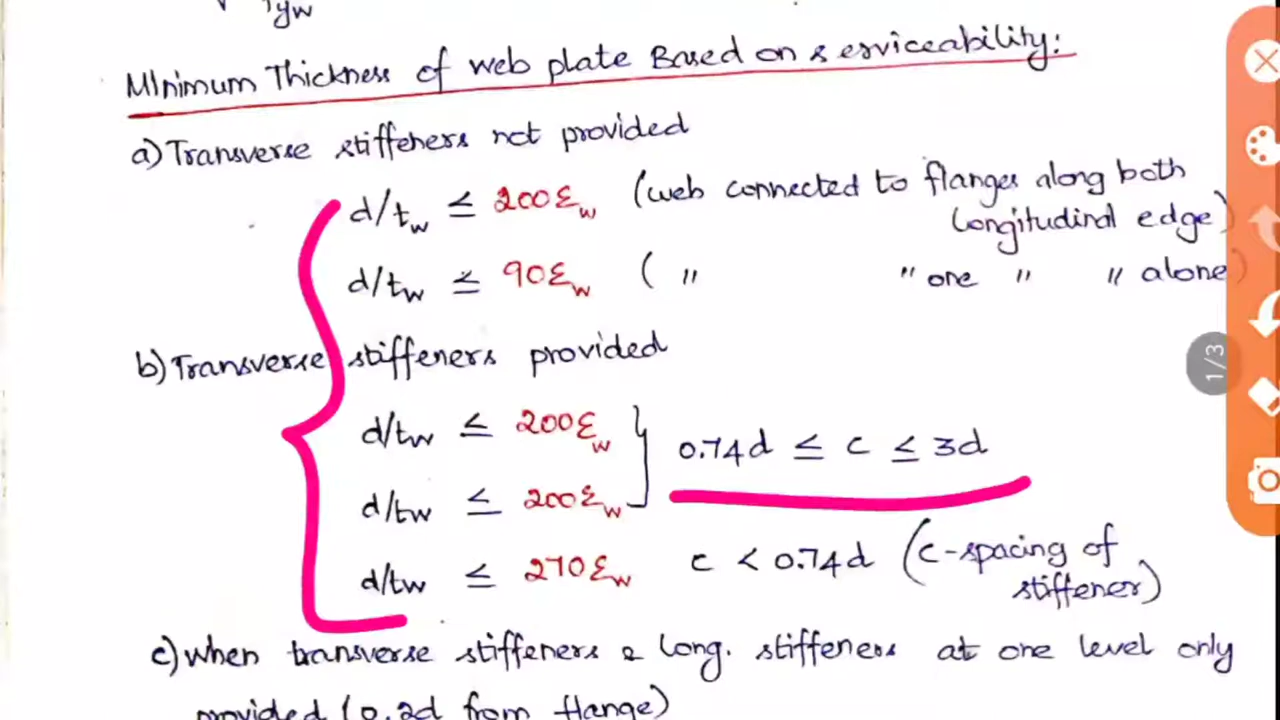 fyw
Minimum Thickness of web plate Based on serviceability:
a) Transverse stiffeners not provided
d/tw ≤ 200εw (web connected to flanges along both
longitudinal edge)
d/tw ≤ 90εw ( " " one " " alone)
b) Transverse stiffeners provided
d/tw ≤ 200εw
0.74d ≤ c ≤ 3d
d/tw ≤ 200εw
d/tw ≤ 270εw c < 0.74d (c-spacing of
stiffener)
c) when transverse stiffeners & long. stiffeners at one level only
provided (0.2d from flange)
1/3